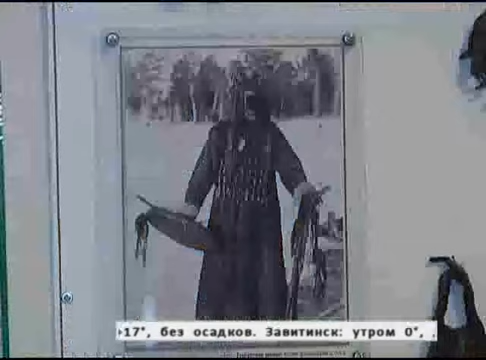 +17°, без осадков. Завитинск: утром 0°, .